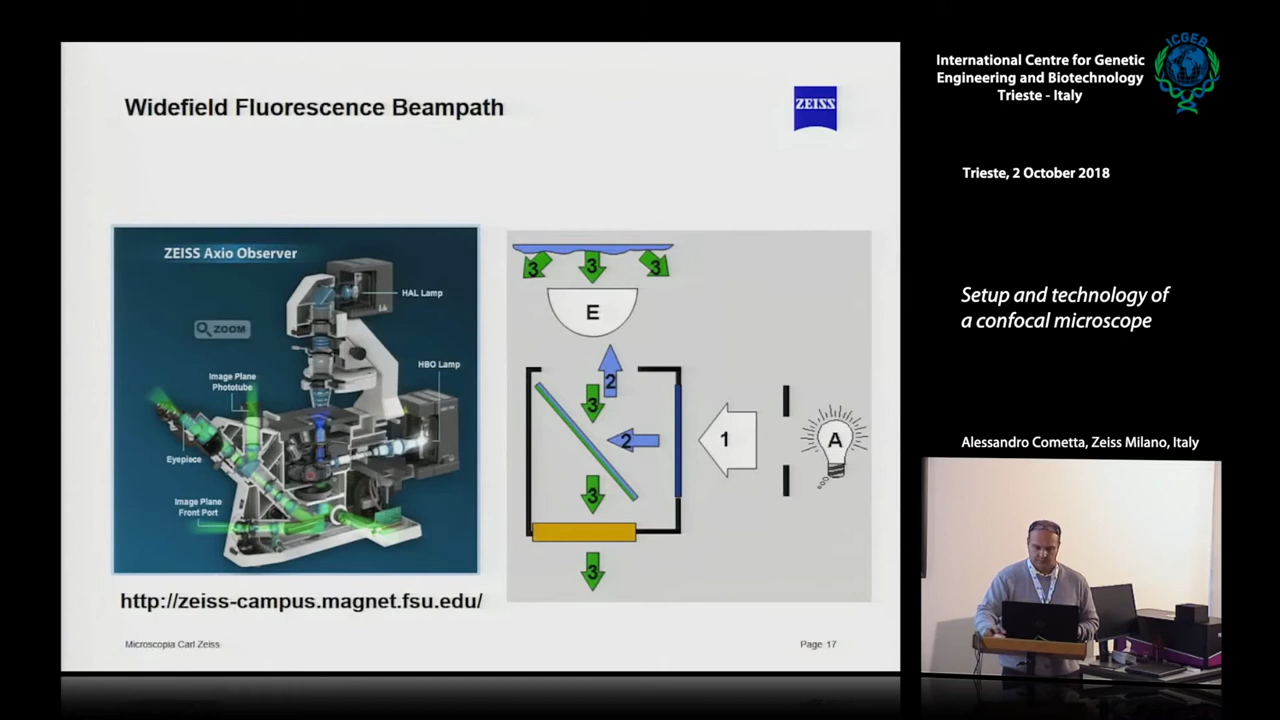 Widefield Fluorescence Beampath
ZEISS
ZEISS Axio Observer
HAL Lamp
ZOOM
HBO Lamp
Image Plane
Phototube
Eyepiece
Image Plane
Front Port
3
3
3
E
2
3
2
1
A
3
3
http://zeiss-campus.magnet.fsu.edu/
Microscopia Carl Zeiss
Page 17
International Centre for Genetic
Engineering and Biotechnology
Trieste - Italy
ICGEB
Trieste, 2 October 2018
Setup and technology of
a confocal microscope
Alessandro Cometta, Zeiss Milano, Italy